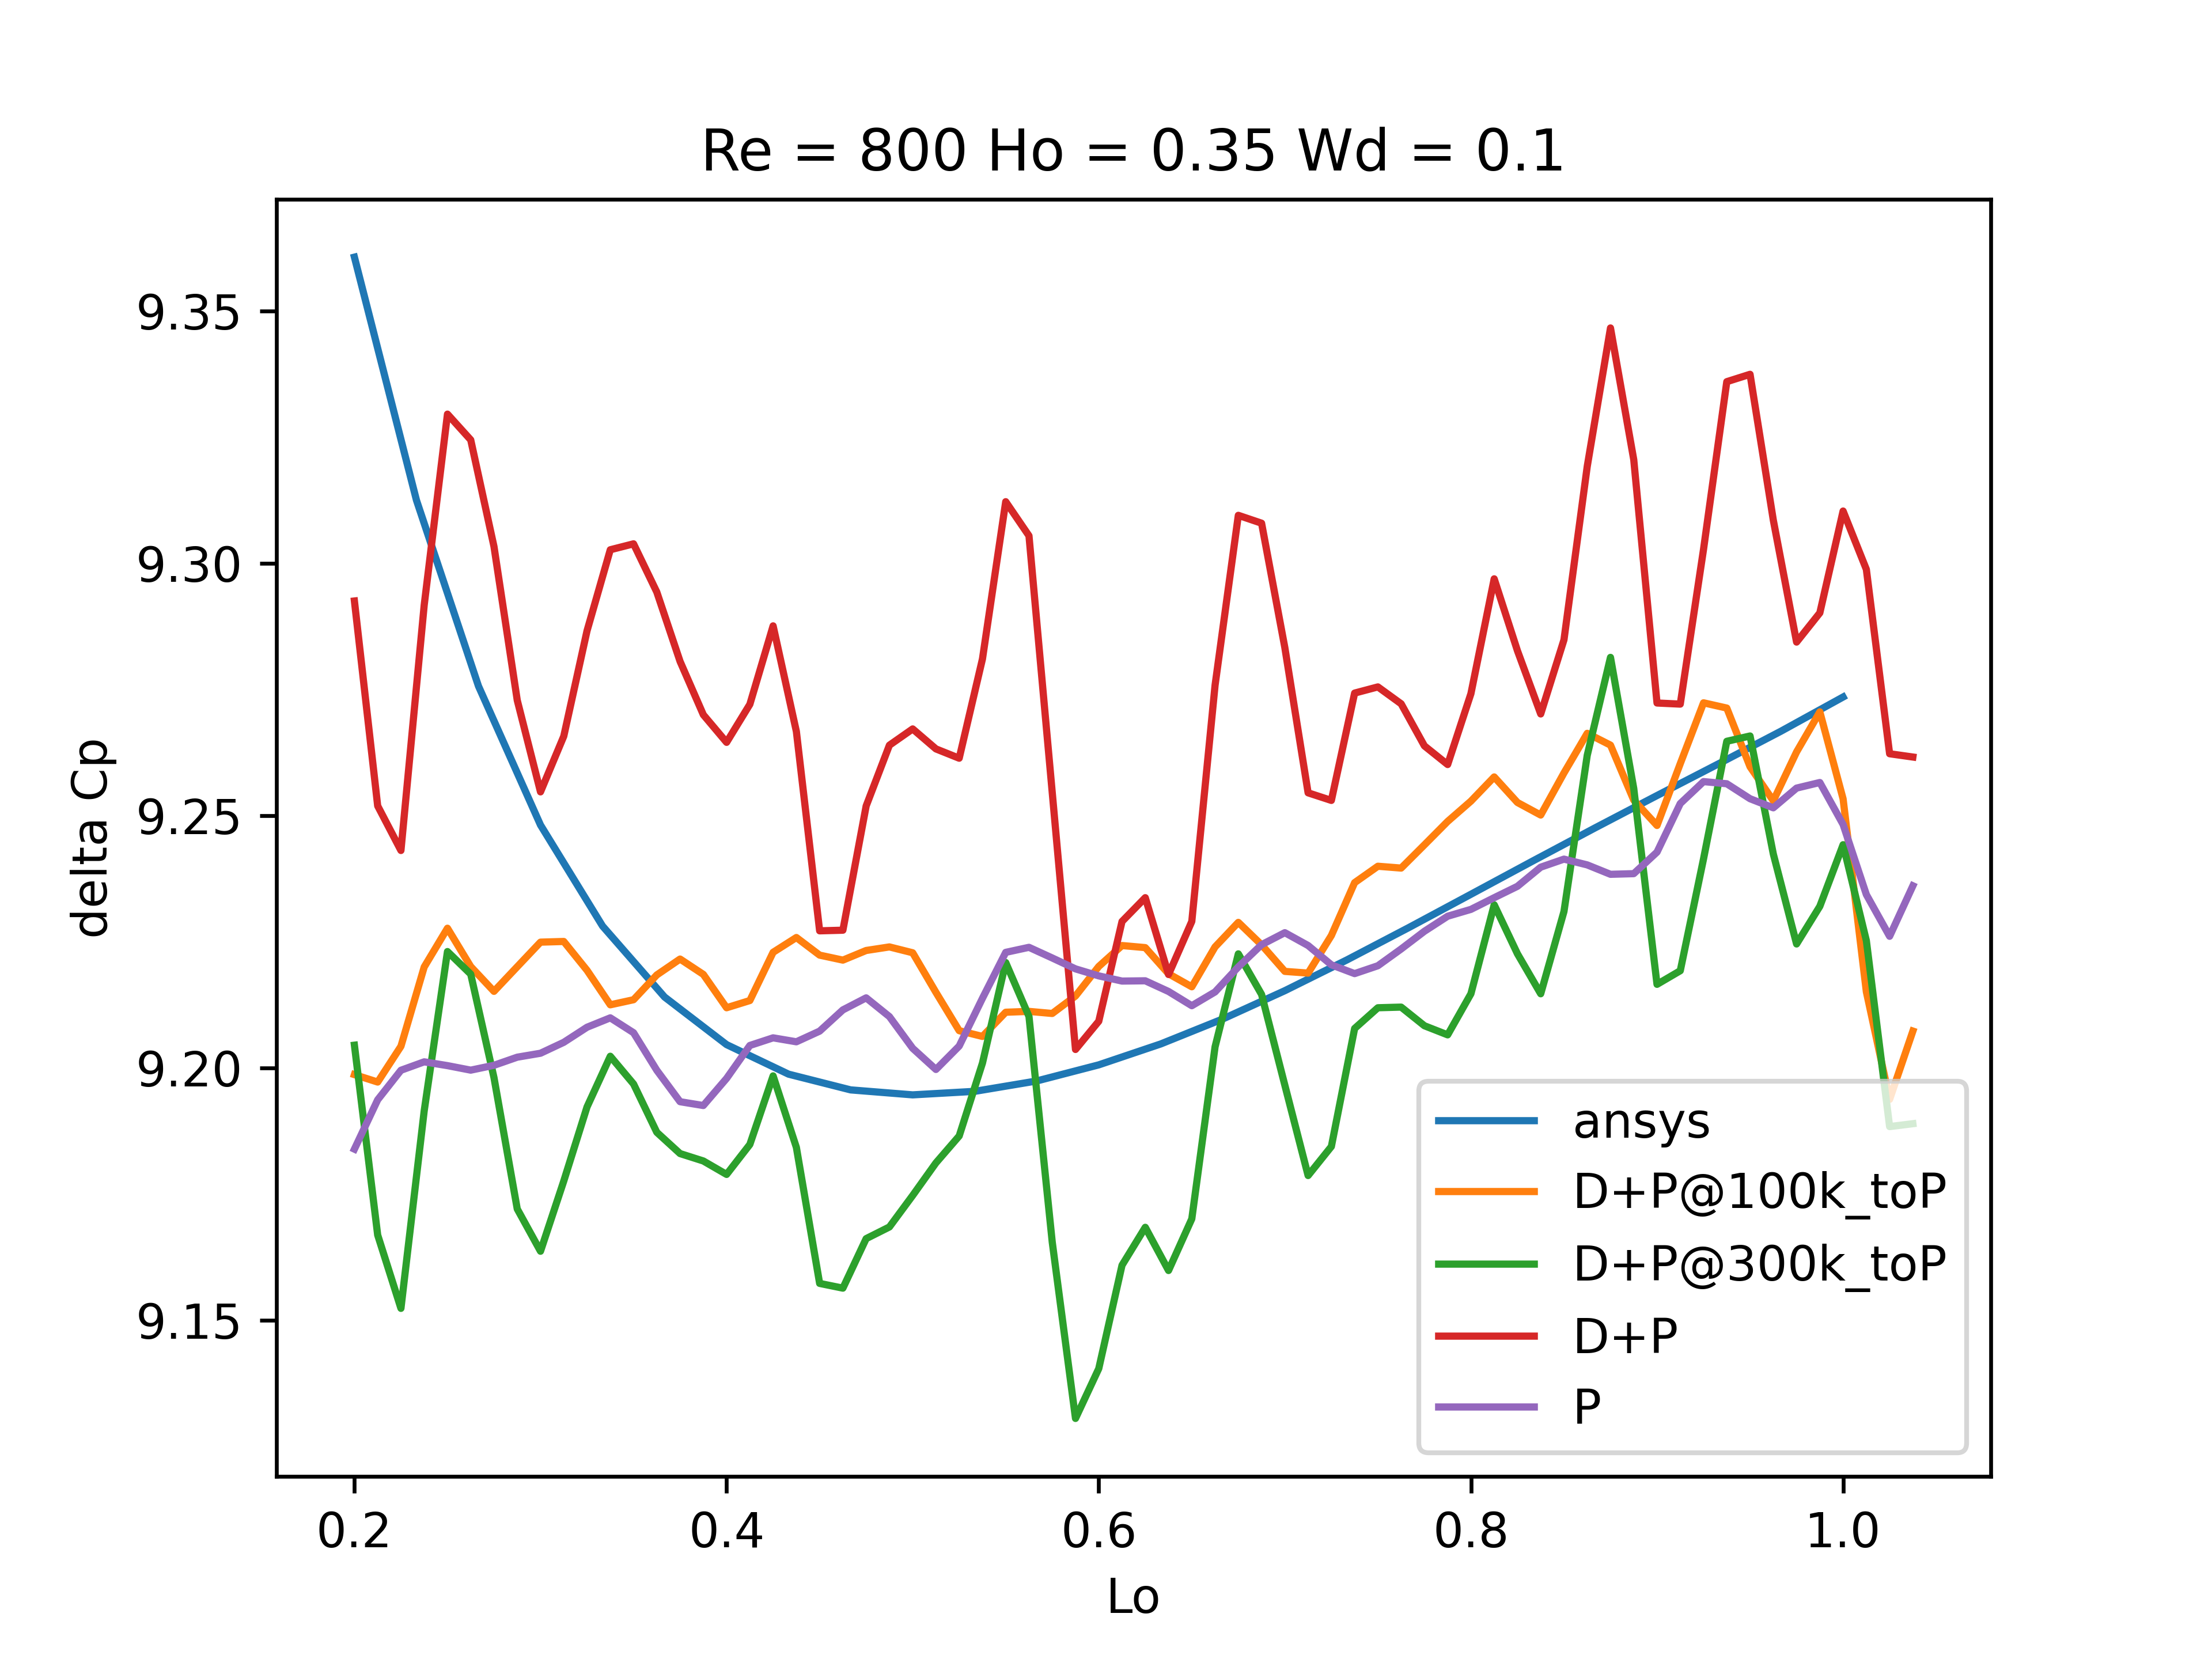 Re = 800 Ho = 0.35 Wd = 0.1
9.35
9.30
9.25
9.20
9.15
delta Cp
0.2
0.4
0.6
0.8
1.0
Lo
ansys
D+P@100k_toP
D+P@300k_toP
D+P
P